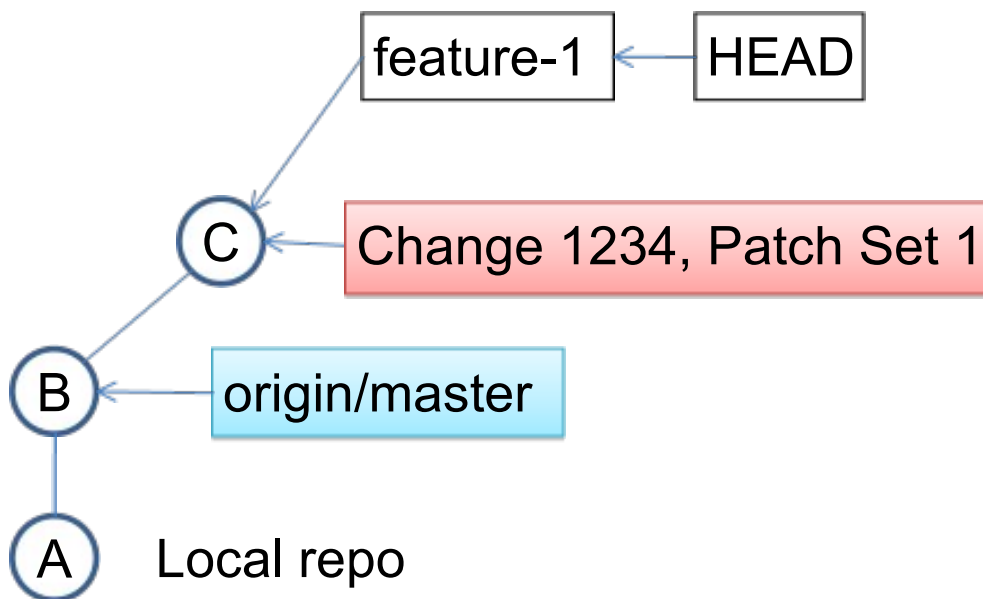 feature-1
HEAD
C
Change 1234, Patch Set 1
B
origin/master
A
Local repo